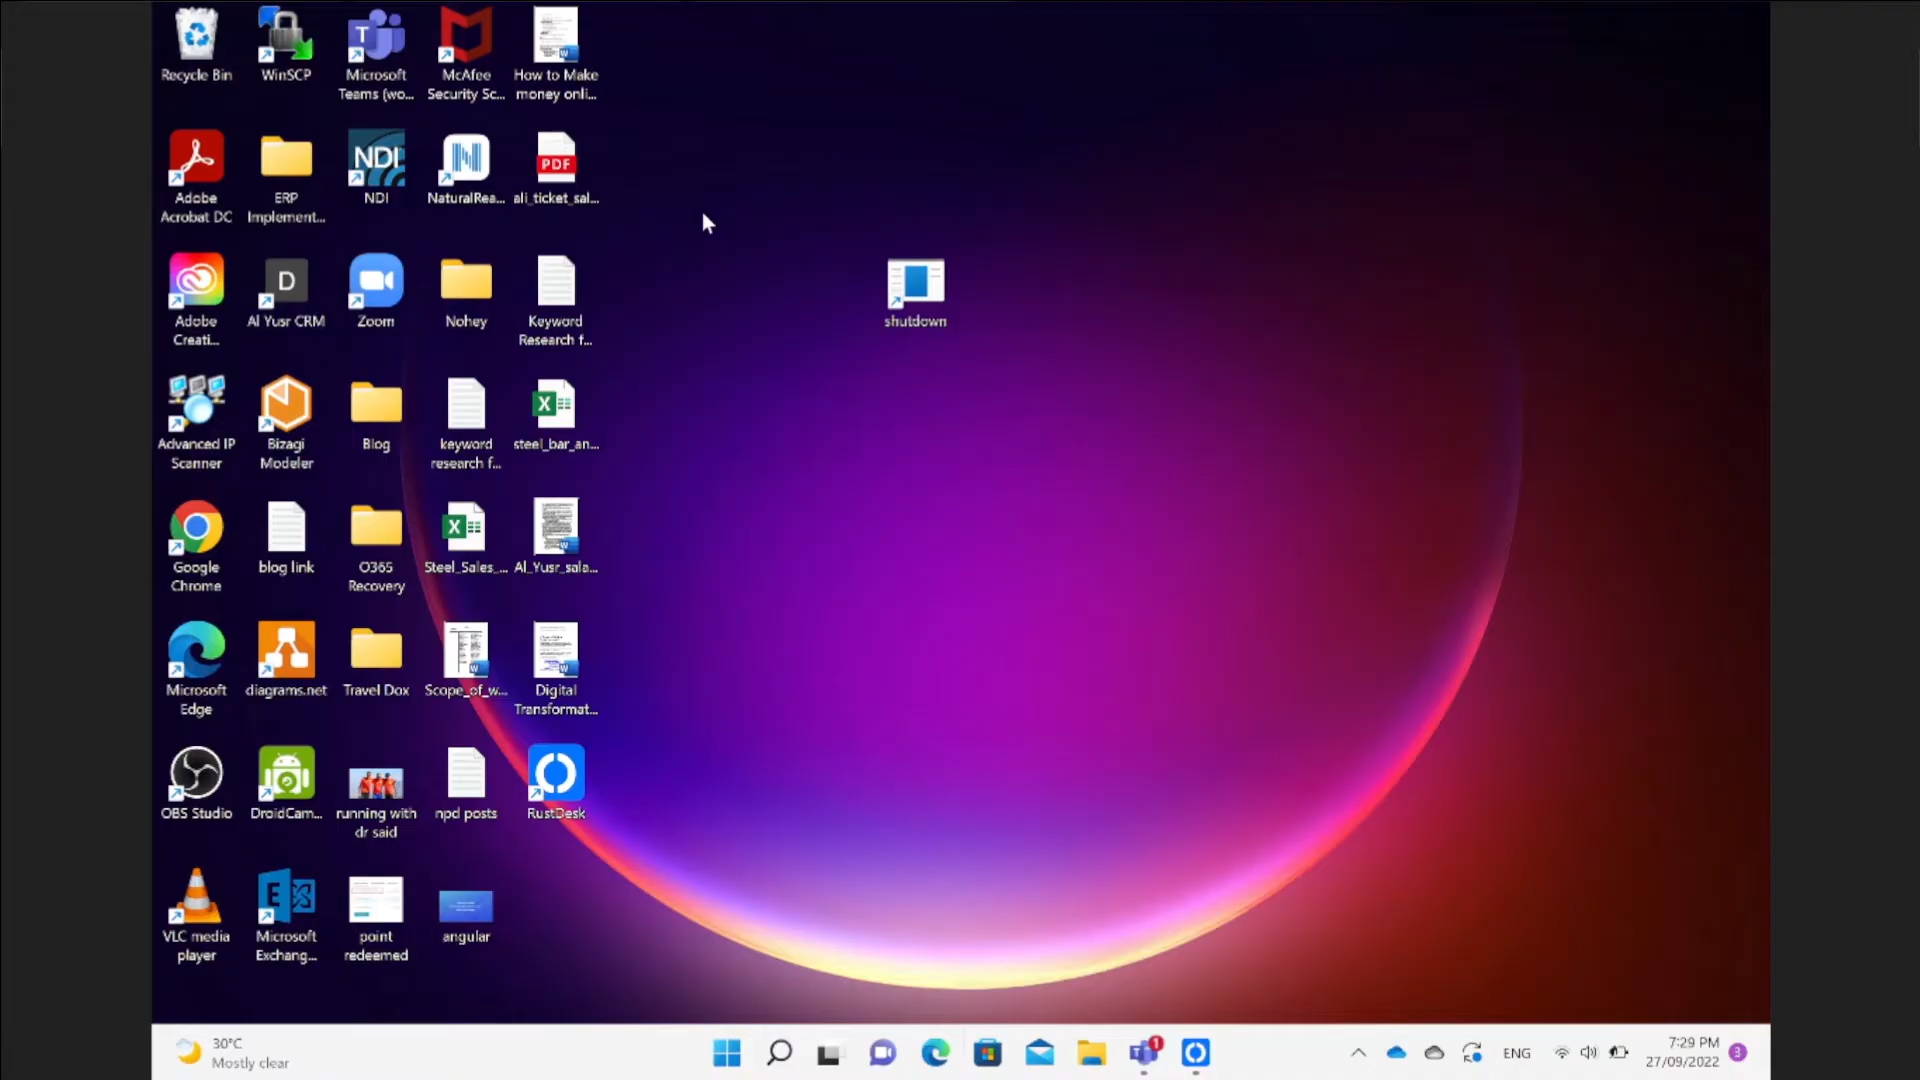 Recycle Bin
WinSCP
Microsoft
Teams (wo...
McAfee
Security Sc...
How to Make
money onli...
Adobe
Acrobat DC
ERP
Implement...
NDI
NDI
NaturalRea...
PDF
ali_ticket_sal...
Adobe
Creati...
D
Al Yusr CRM
Zoom
Nohey
Keyword
Research f...
shutdown
Advanced IP
Scanner
Bizagi
Modeler
Blog
keyword
research f...
steel_bar_an...
Google
Chrome
blog link
O365
Recovery
Steel_Sales_...
Al_Yusr_sala...
Microsoft
Edge
diagrams.net
Travel Dox
Scope_of_w...
Digital
Transformat...
OBS Studio
DroidCam...
running with
dr said
npd posts
RustDesk
VLC media
player
Microsoft
Exchang...
point
redeemed
angular
30°C
Mostly clear
1
ENG
7:29 PM
27/09/2022
3